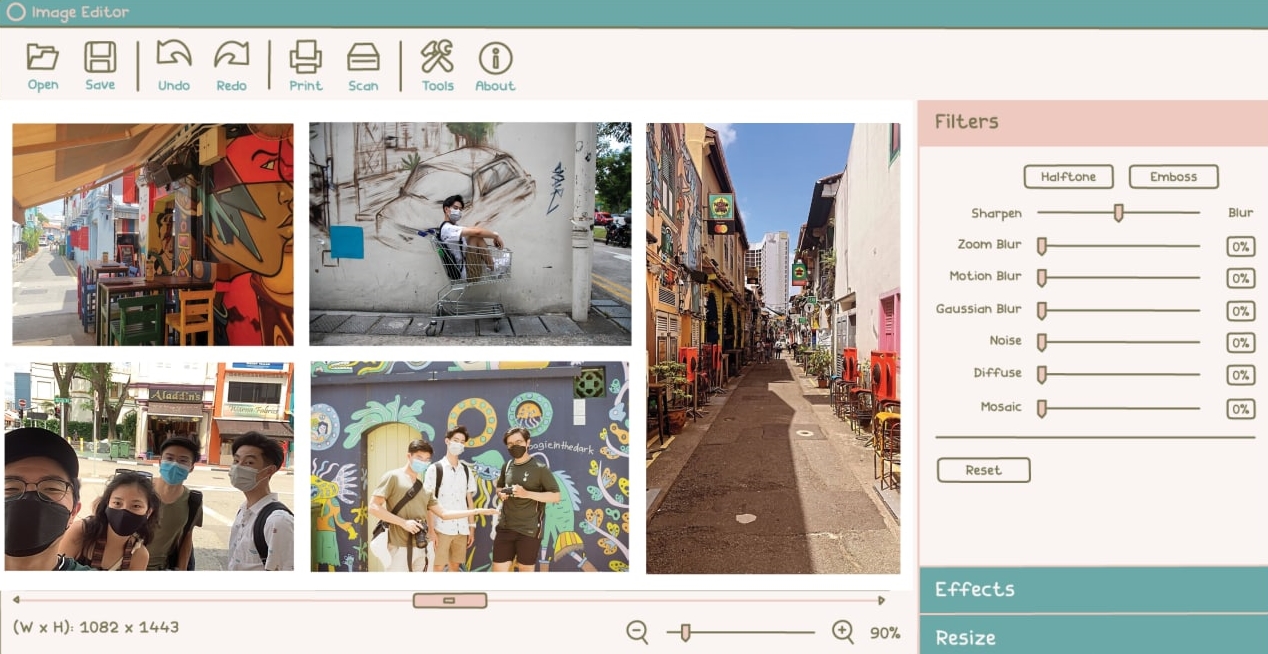 Image Editor
Open
Save
Undo
Redo
Print
Scan
Tools
About
Filters
Halftone
Emboss
Sharpen
Blur
Zoom Blur
0%
Motion Blur
0%
Gaussian Blur
0%
Noise
0%
Diffuse
0%
Mosaic
0%
Reset
Effects
Resize
Aladdin's
bogieinthedark
(W x H): 1082 x 1443
90%